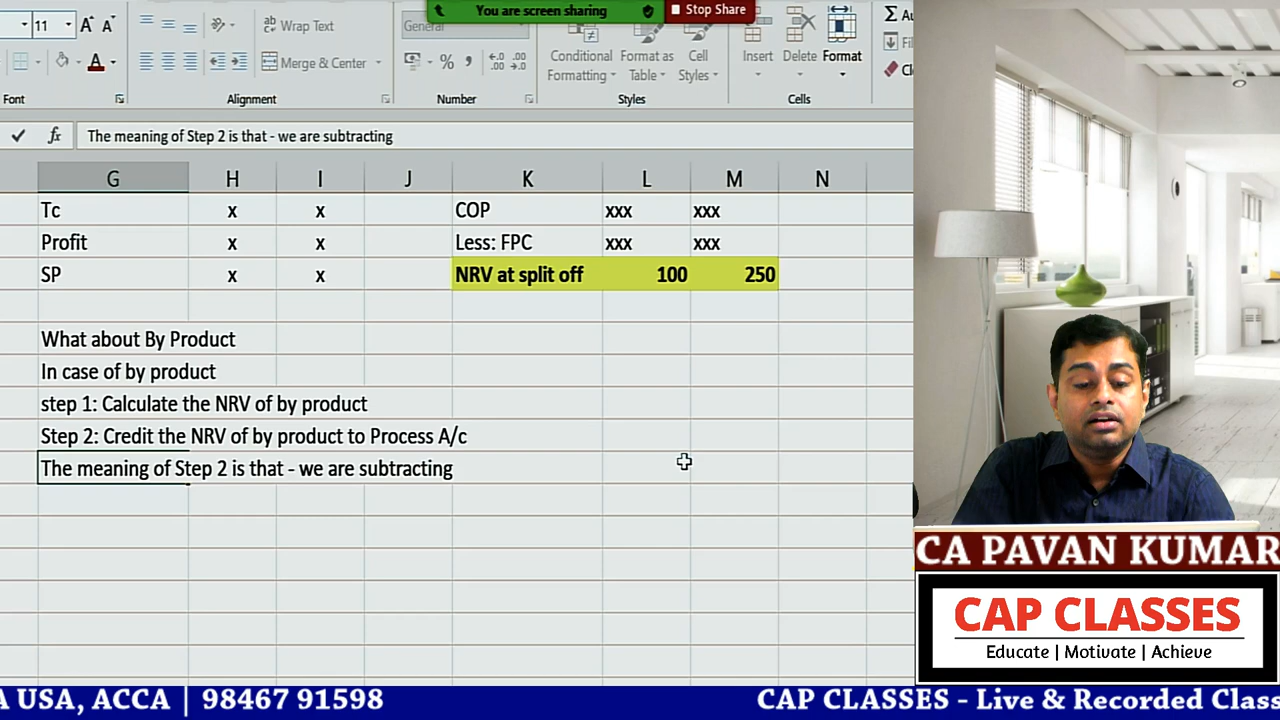 You are screen sharing
Stop Share
11 A A
ab Wrap Text
General
Merge & Center
%
Conditional Formatting
Format as Table
Cell Styles
Insert Delete Format
Σ Au
Fi
Cl
Font Alignment Number Styles Cells
fx The meaning of Step 2 is that - we are subtracting
G H I J K L M N
Tc x x COP xxx xxx
Profit x x Less: FPC xxx xxx
SP x x NRV at split off 100 250
What about By Product
In case of by product
step 1: Calculate the NRV of by product
Step 2: Credit the NRV of by product to Process A/c
The meaning of Step 2 is that - we are subtracting
CA PAVAN KUMAR
CAP CLASSES
Educate | Motivate | Achieve
A USA, ACCA | 98467 91598 CAP CLASSES - Live & Recorded Class